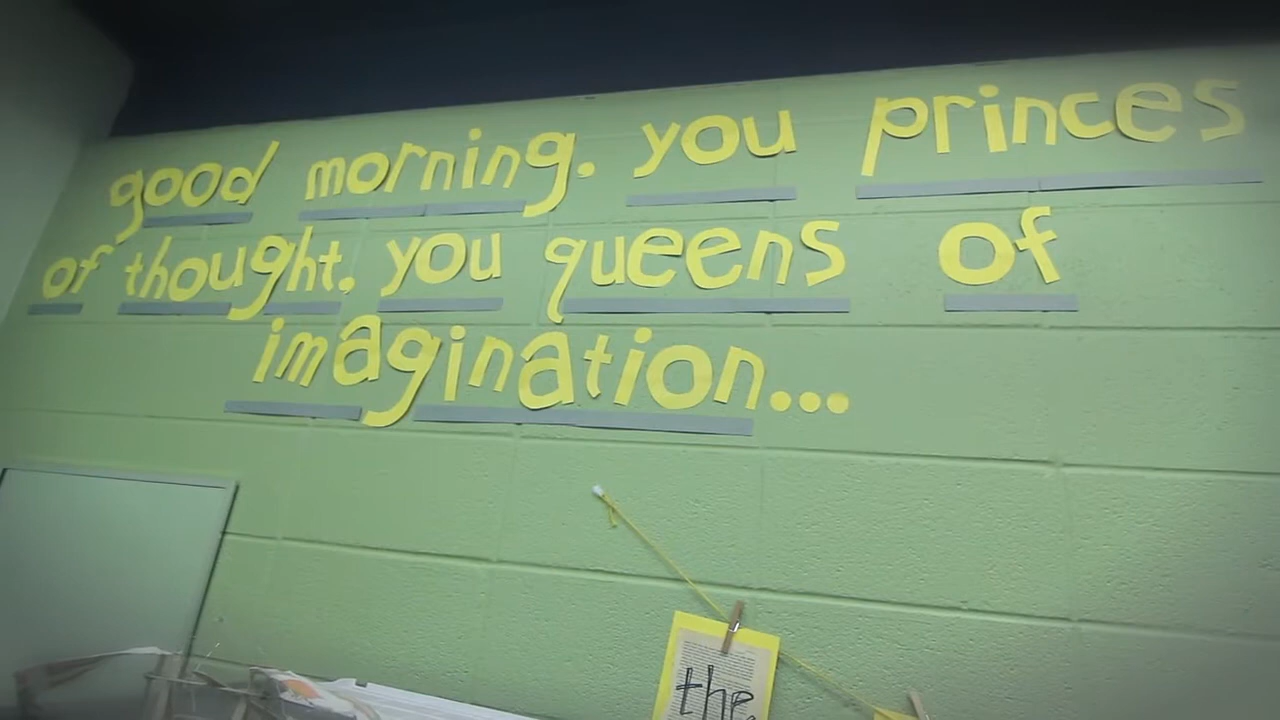 good morning. you princes
of thought, you queens of
imagination...
the